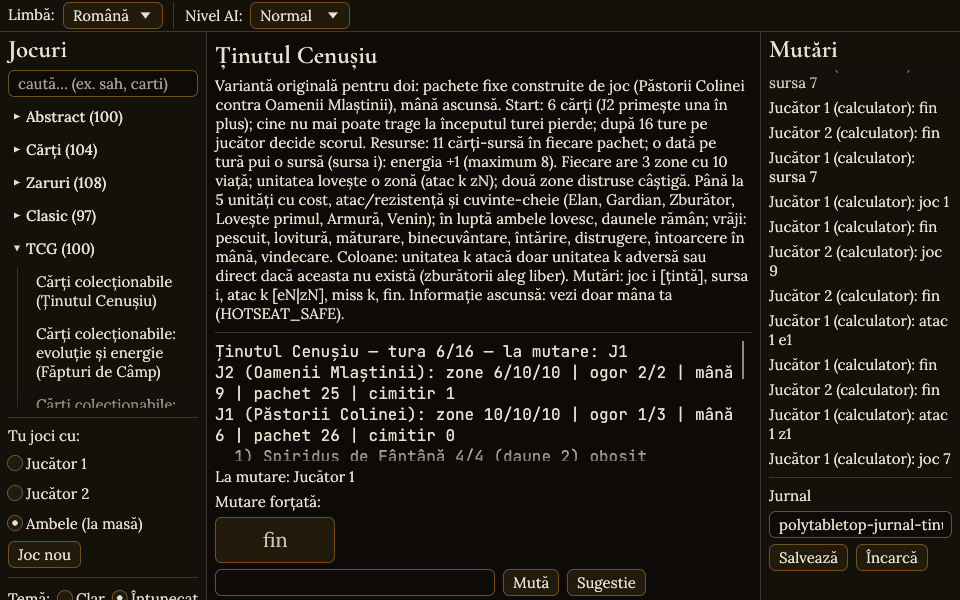 Limbă:
Română
Nivel AI:
Normal
Jocuri
caută... (ex. sah, carti)
Abstract (100)
Cărți (104)
Zaruri (108)
Clasic (97)
TCG (100)
Cărți colecționabile
(Ținutul Cenușiu)
Cărți colecționabile:
evoluție și energie
(Făpturi de Câmp)
Cărți colecționabile:
Tu joci cu:
Jucător 1
Jucător 2
Ambele (la masă)
Joc nou
Temă:
Clar
Întunecat
Ținutul Cenușiu
Variantă originală pentru doi: pachete fixe construite de joc (Păstorii Colinei
contra Oamenii Mlaștinii), mână ascunsă. Start: 6 cărți (J2 primește una în
plus); cine nu mai poate trage la începutul turei pierde; după 16 ture pe
jucător decide scorul. Resurse: 11 cărți-sursă în fiecare pachet; o dată pe
tură pui o sursă (sursa i): energia +1 (maximum 8). Fiecare are 3 zone cu 10
viață; unitatea lovește o zonă (atac k zN); două zone distruse câștigă. Până la
5 unități cu cost, atac/rezistență și cuvinte-cheie (Elan, Gardian, Zburător,
Lovește primul, Armură, Venin); în luptă ambele lovesc, daunele rămân; vrăji:
pescuit, lovitură, măturare, binecuvântare, întărire, distrugere, întoarcere în
mână, vindecare. Coloane: unitatea k atacă doar unitatea k adversă sau
direct dacă aceasta nu există (zburătorii aleg liber). Mutări: joc i [țintă], sursa
i, atac k [eN|zN], miss k, fin. Informație ascunsă: vezi doar mâna ta
(HOTSEAT_SAFE).
Ținutul Cenușiu — tura 6/16 — la mutare: J1
J2 (Oamenii Mlaștinii): zone 6/10/10 | ogor 2/2 | mână
9 | pachet 25 | cimitir 1
J1 (Păstorii Colinei): zone 10/10/10 | ogor 1/3 | mână
6 | pachet 26 | cimitir 0
1) Spiriduș de Fântână 4/4 (daune 2) obosit
La mutare: Jucător 1
Mutare forțată:
fin
Mută
Sugestie
Mutări
sursa 7
Jucător 1 (calculator): fin
Jucător 2 (calculator): fin
Jucător 1 (calculator):
sursa 7
Jucător 1 (calculator): joc 1
Jucător 1 (calculator): fin
Jucător 2 (calculator): joc
9
Jucător 2 (calculator): fin
Jucător 1 (calculator): atac
1 e1
Jucător 1 (calculator): fin
Jucător 2 (calculator): fin
Jucător 1 (calculator): atac
1 z1
Jucător 1 (calculator): joc 7
Jurnal
polytabletop-jurnal-tinu
Salvează
Încarcă